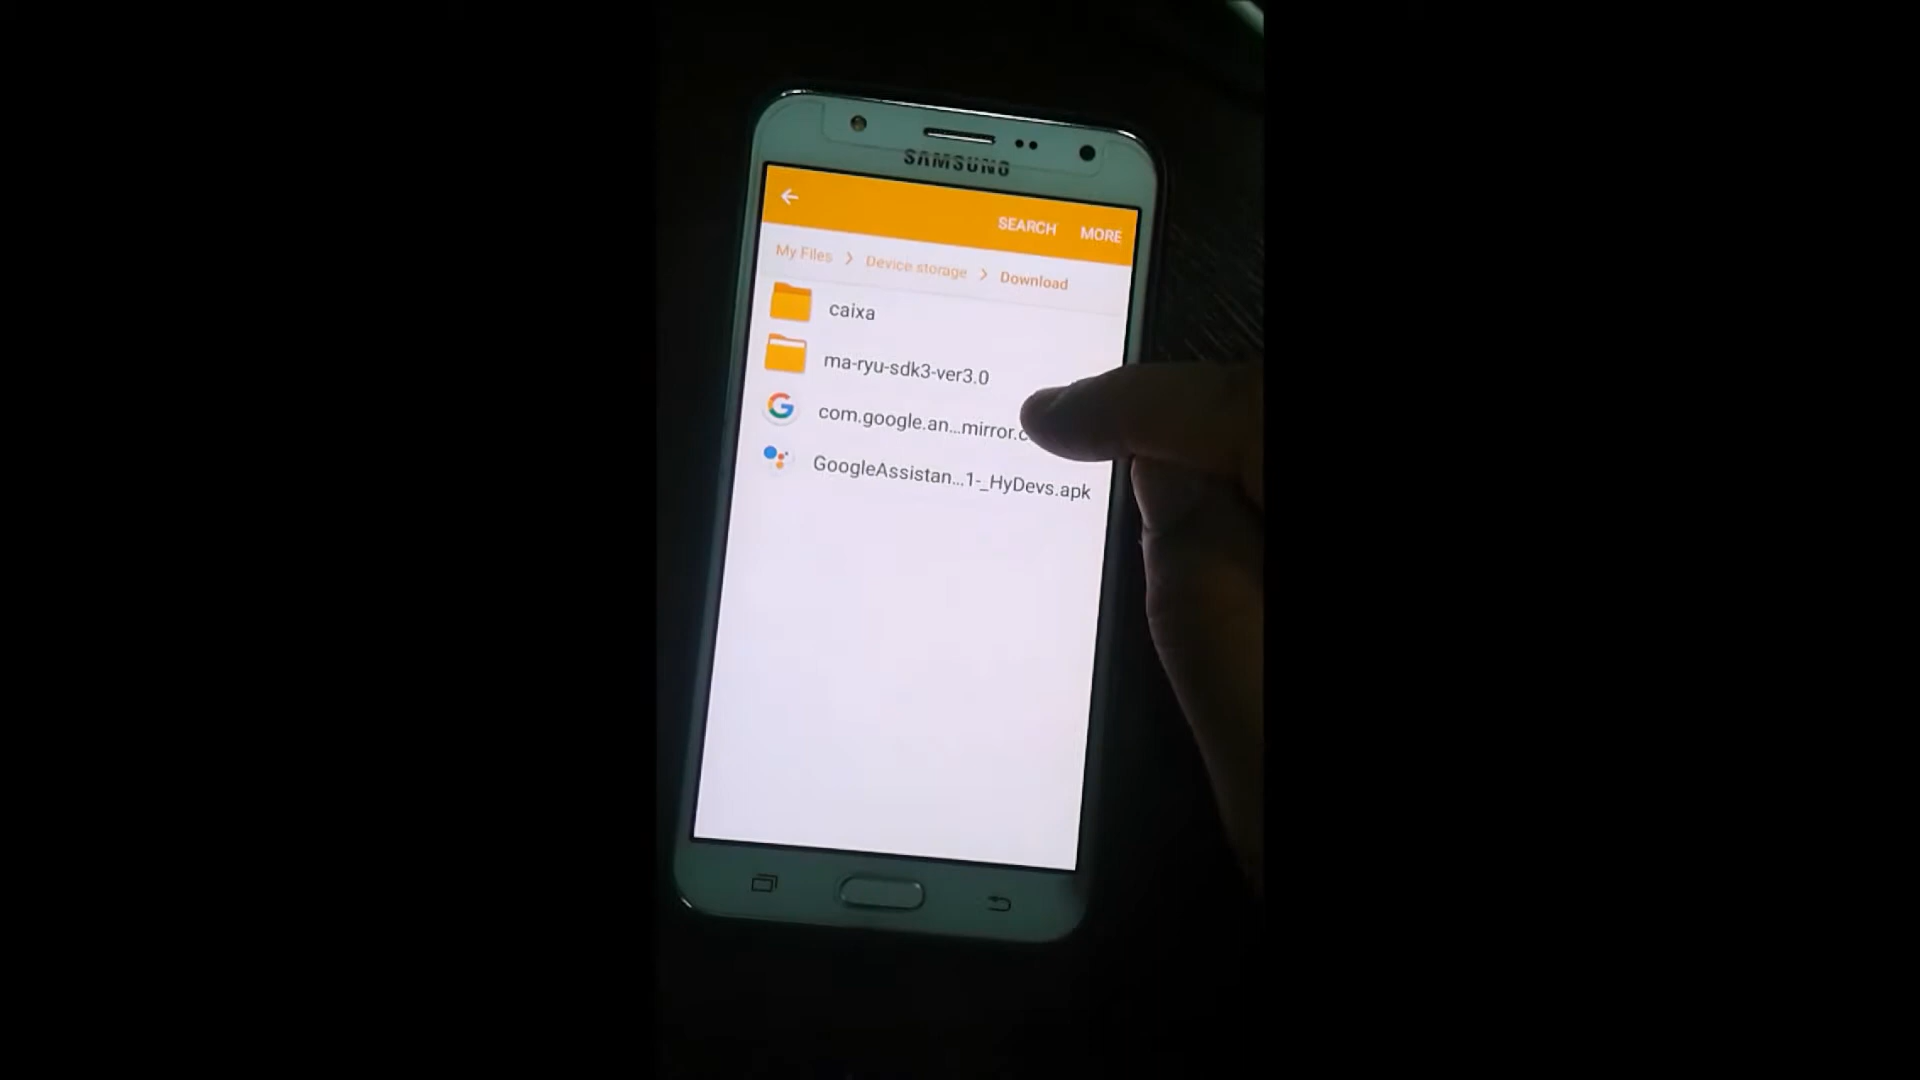 SAMSUNG
SEARCH MORE
My Files > Device storage > Download
caixa
ma-ryu-sdk3-ver3.0
com.google.an...mirror.c
GoogleAssistan...1-_HyDevs.apk